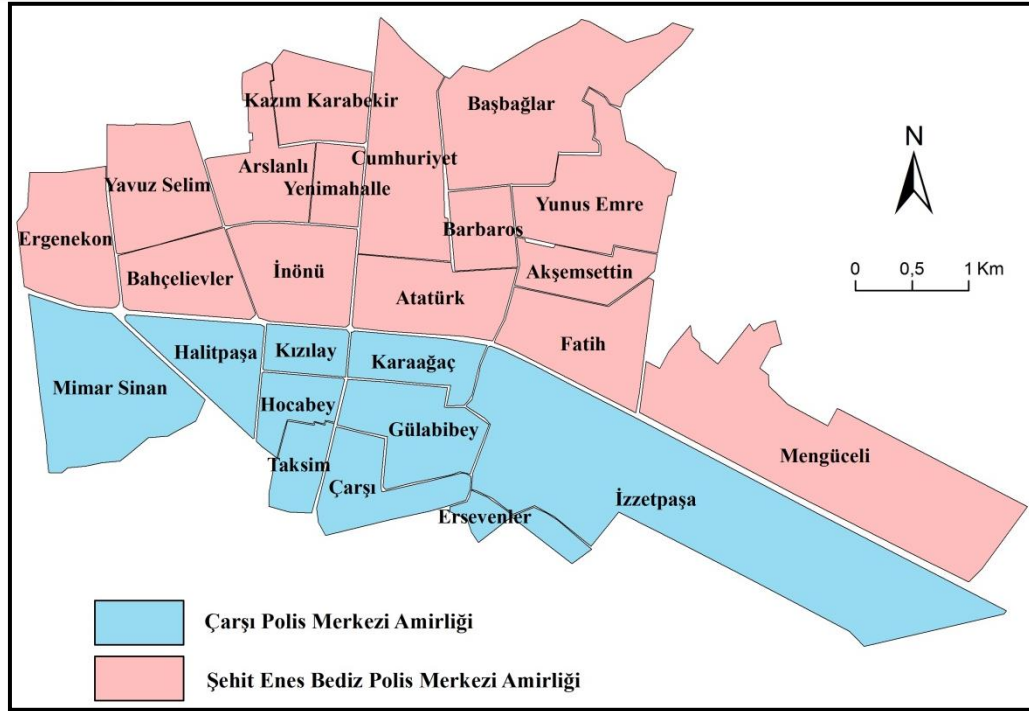 Kazım Karabekir
Başbağlar
N
Cumhuriyet
Arslanlı
Yavuz Selim
Yenimahalle
Yunus Emre
Barbaros
Ergenekon
İnönü
Akşemsettin
Bahçelievler
0 0,5 1 Km
Atatürk
Fatih
Halitpaşa
Kızılay
Karaağaç
Mimar Sinan
Hocabey
Gülabibey
Mengüceli
Taksim
Çarşı
İzzetpaşa
Ersevenler
Çarşı Polis Merkezi Amirliği
Şehit Enes Bediz Polis Merkezi Amirliği